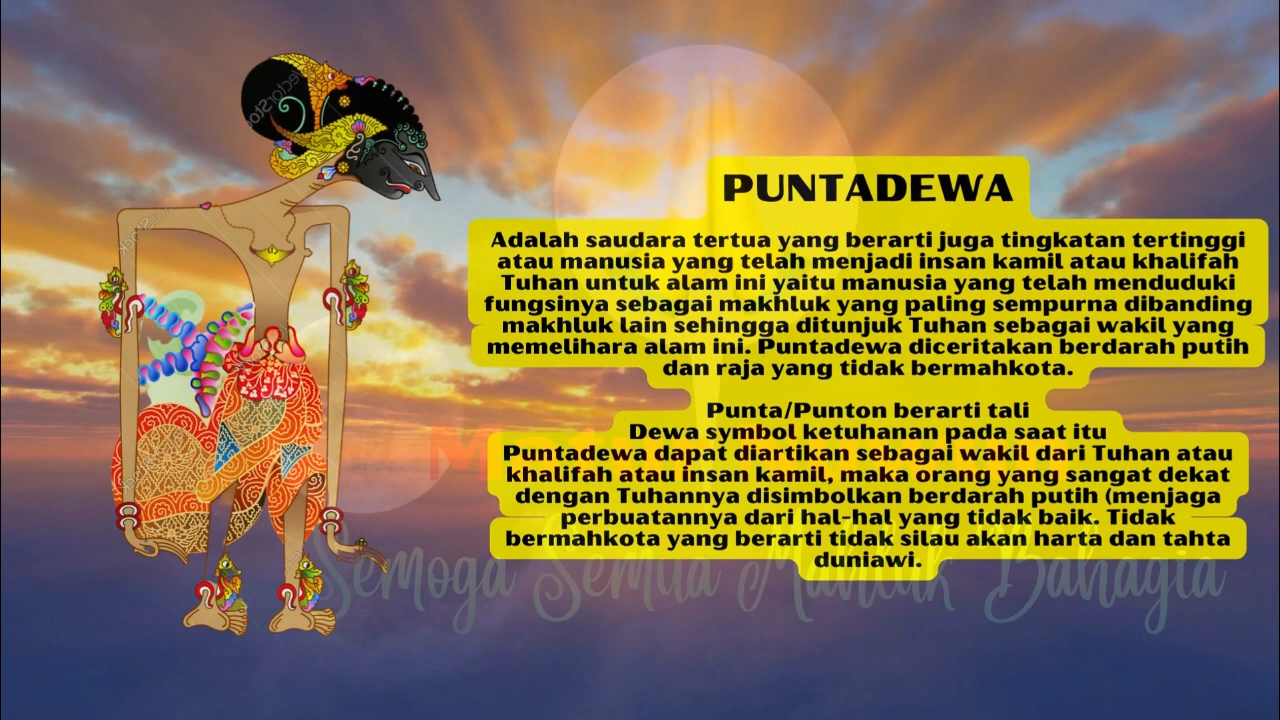 PUNTADEWA
Adalah saudara tertua yang berarti juga tingkatan tertinggi
atau manusia yang telah menjadi insan kamil atau khalifah
Tuhan untuk alam ini yaitu manusia yang telah menduduki
fungsinya sebagai makhluk yang paling sempurna dibanding
makhluk lain sehingga ditunjuk Tuhan sebagai wakil yang
memelihara alam ini. Puntadewa diceritakan berdarah putih
dan raja yang tidak bermahkota.
Punta/Punton berarti tali
Dewa symbol ketuhanan pada saat itu
Puntadewa dapat diartikan sebagai wakil dari Tuhan atau
khalifah atau insan kamil, maka orang yang sangat dekat
dengan Tuhannya disimbolkan berdarah putih (menjaga
perbuatannya dari hal-hal yang tidak baik. Tidak
bermahkota yang berarti tidak silau akan harta dan tahta
duniawi.
Semoga Semua Mahluk Bahagia